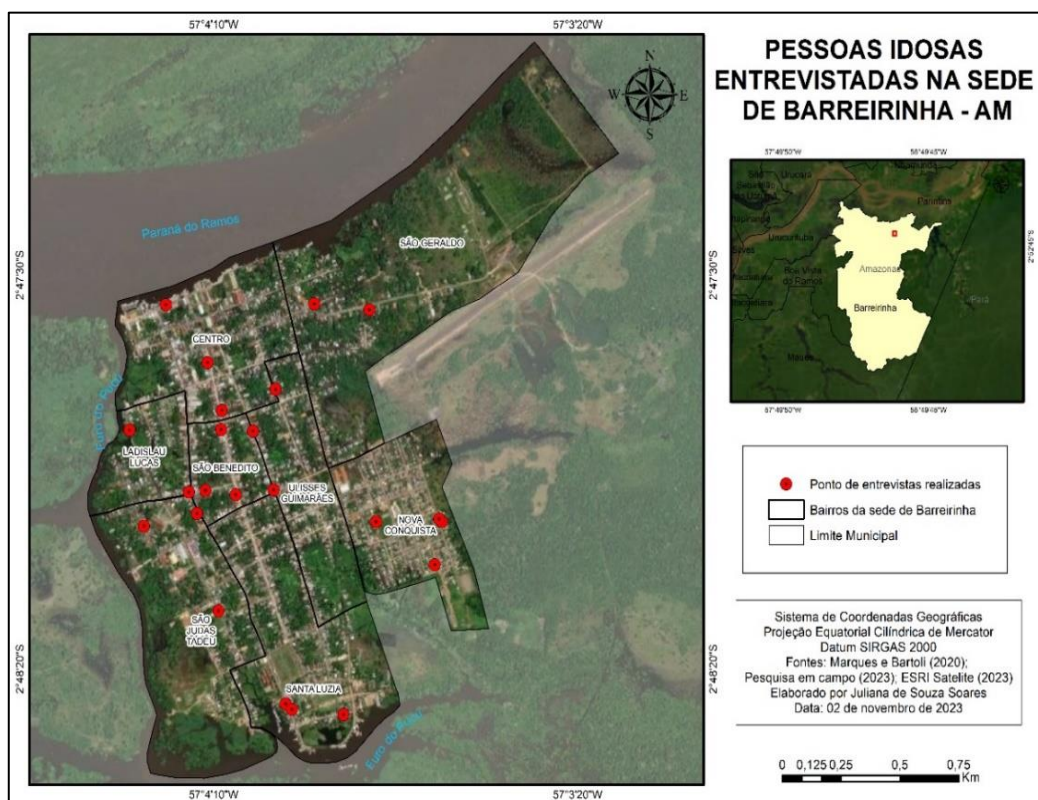 57°4'10"W
57°3'20"W
2°47'30"S
2°48'20"S
N
W
E
S
Paraná do Ramos
SÃO GERALDO
CENTRO
LADISLAU
LUCAS
SÃO BENEDITO
ULISSES
GUIMARÃES
NOVA
CONQUISTA
SÃO
JUDAS
TADEU
SANTA LUZIA
57°4'10"W
57°3'20"W
2°47'30"S
2°48'20"S
PESSOAS IDOSAS
ENTREVISTADAS NA SEDE
DE BARREIRINHA - AM
Boa Vista
do Ramos
Amazonas
Barreirinha
Maués
Pará
Ponto de entrevistas realizadas
Bairros da sede de Barreirinha
Limite Municipal
Sistema de Coordenadas Geográficas
Projeção Equatorial Cilíndrica de Mercator
Datum SIRGAS 2000
Fontes: Marques e Bartoli (2020);
Pesquisa em campo (2023); ESRI Satelite (2023)
Elaborado por Juliana de Souza Soares
Data: 02 de novembro de 2023
0 0,125 0,25 0,5 0,75
Km